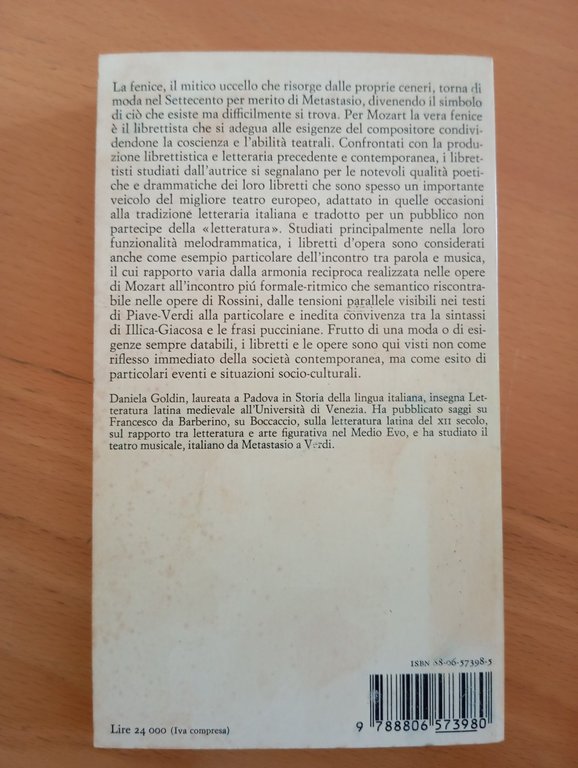 La fenice, il mitico uccello che risorge dalle proprie ceneri, torna di
moda nel Settecento per merito di Metastasio, divenendo il simbolo
di ciò che esiste ma difficilmente si trova. Per Mozart la vera fenice
è il librettista che si adegua alle esigenze del compositore condivi-
dendone la coscienza e l'abilità teatrali. Confrontati con la produ-
zione librettistica e letteraria precedente e contemporanea, i libret-
tisti studiati dall'autrice si segnalano per le notevoli qualità poeti-
che e drammatiche dei loro libretti che sono spesso un importante
veicolo del migliore teatro europeo, adattato in quelle occasioni
alla tradizione letteraria italiana e tradotto per un pubblico non
partecipe della «letteratura». Studiati principalmente nella loro
funzionalità melodrammatica, i libretti d'opera sono considerati
anche come esempio particolare dell'incontro tra parola e musica,
il cui rapporto varia dalla armonia reciproca realizzata nelle opere
di Mozart all'incontro piú formale-ritmico che semantico riscontra-
bile nelle opere di Rossini, dalle tensioni parallele visibili nei testi
di Piave-Verdi alla particolare e inedita convivenza tra la sintassi
di Illica-Giacosa e le frasi pucciniane. Frutto di una moda o di esi-
genze sempre databili, i libretti e le opere sono qui visti non come
riflesso immediato della società contemporanea, ma come esito di
particolari eventi e situazioni socio-culturali.
Daniela Goldin, laureata a Padova in Storia della lingua italiana, insegna Let-
teratura latina medievale all'Università di Venezia. Ha pubblicato saggi su
Francesco da Barberino, su Boccaccio, sulla letteratura latina del XII secolo,
sul rapporto tra letteratura e arte figurativa nel Medio Evo, e ha studiato il
teatro musicale, italiano da Metastasio a Verdi.
ISBN 88-06-57398-5
Lire 24 000 (Iva compresa)
9 788806 573980